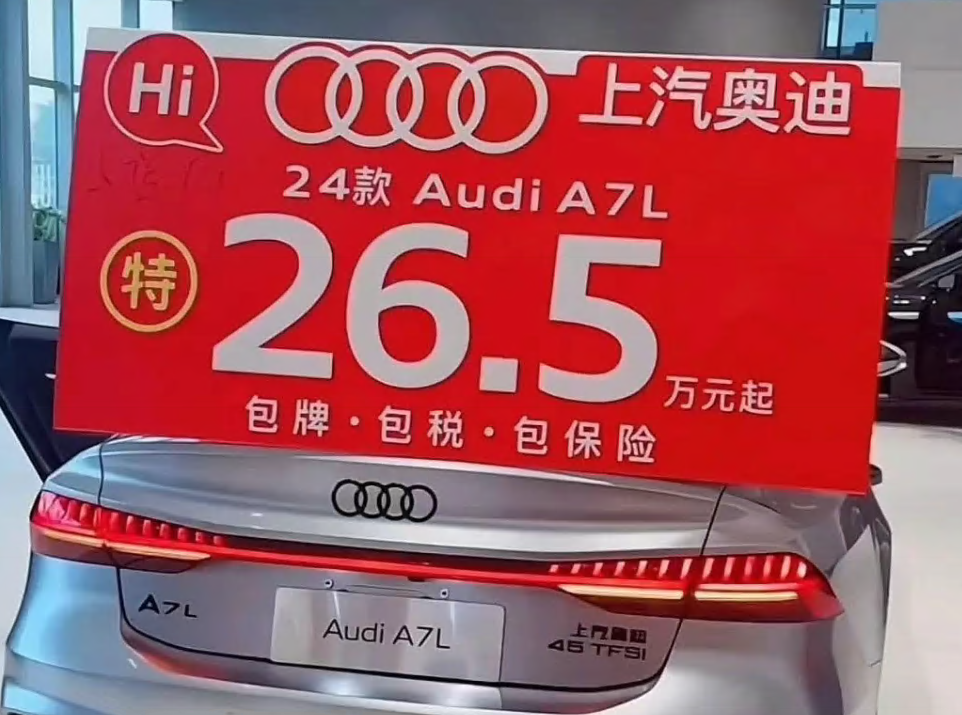 Hi
上汽奥迪
24款 Audi A7L
特
26.5万元起
包牌·包税·包保险
A7L
Audi A7L
上汽奥迪
45 TFSI